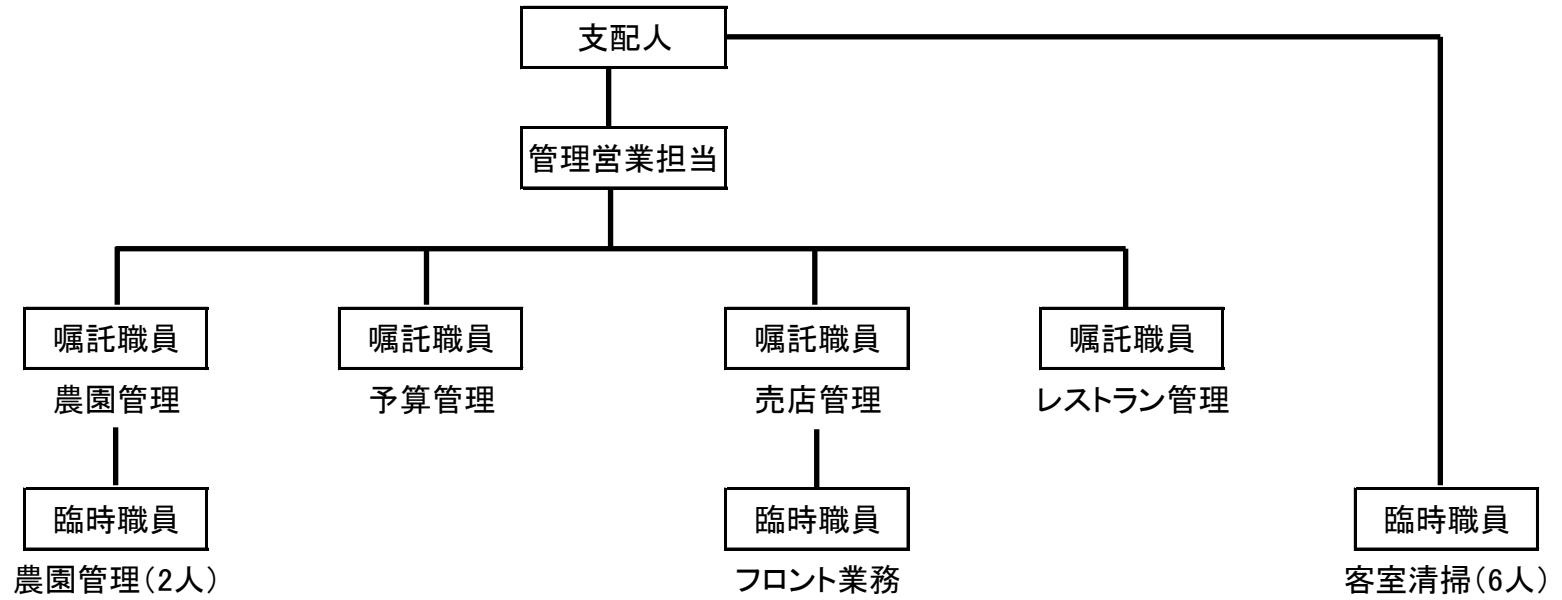 支配人
管理営業担当
嘱託職員
嘱託職員
嘱託職員
嘱託職員
農園管理
予算管理
売店管理
レストラン管理
臨時職員
臨時職員
臨時職員
農園管理(2人)
フロント業務
客室清掃(6人)